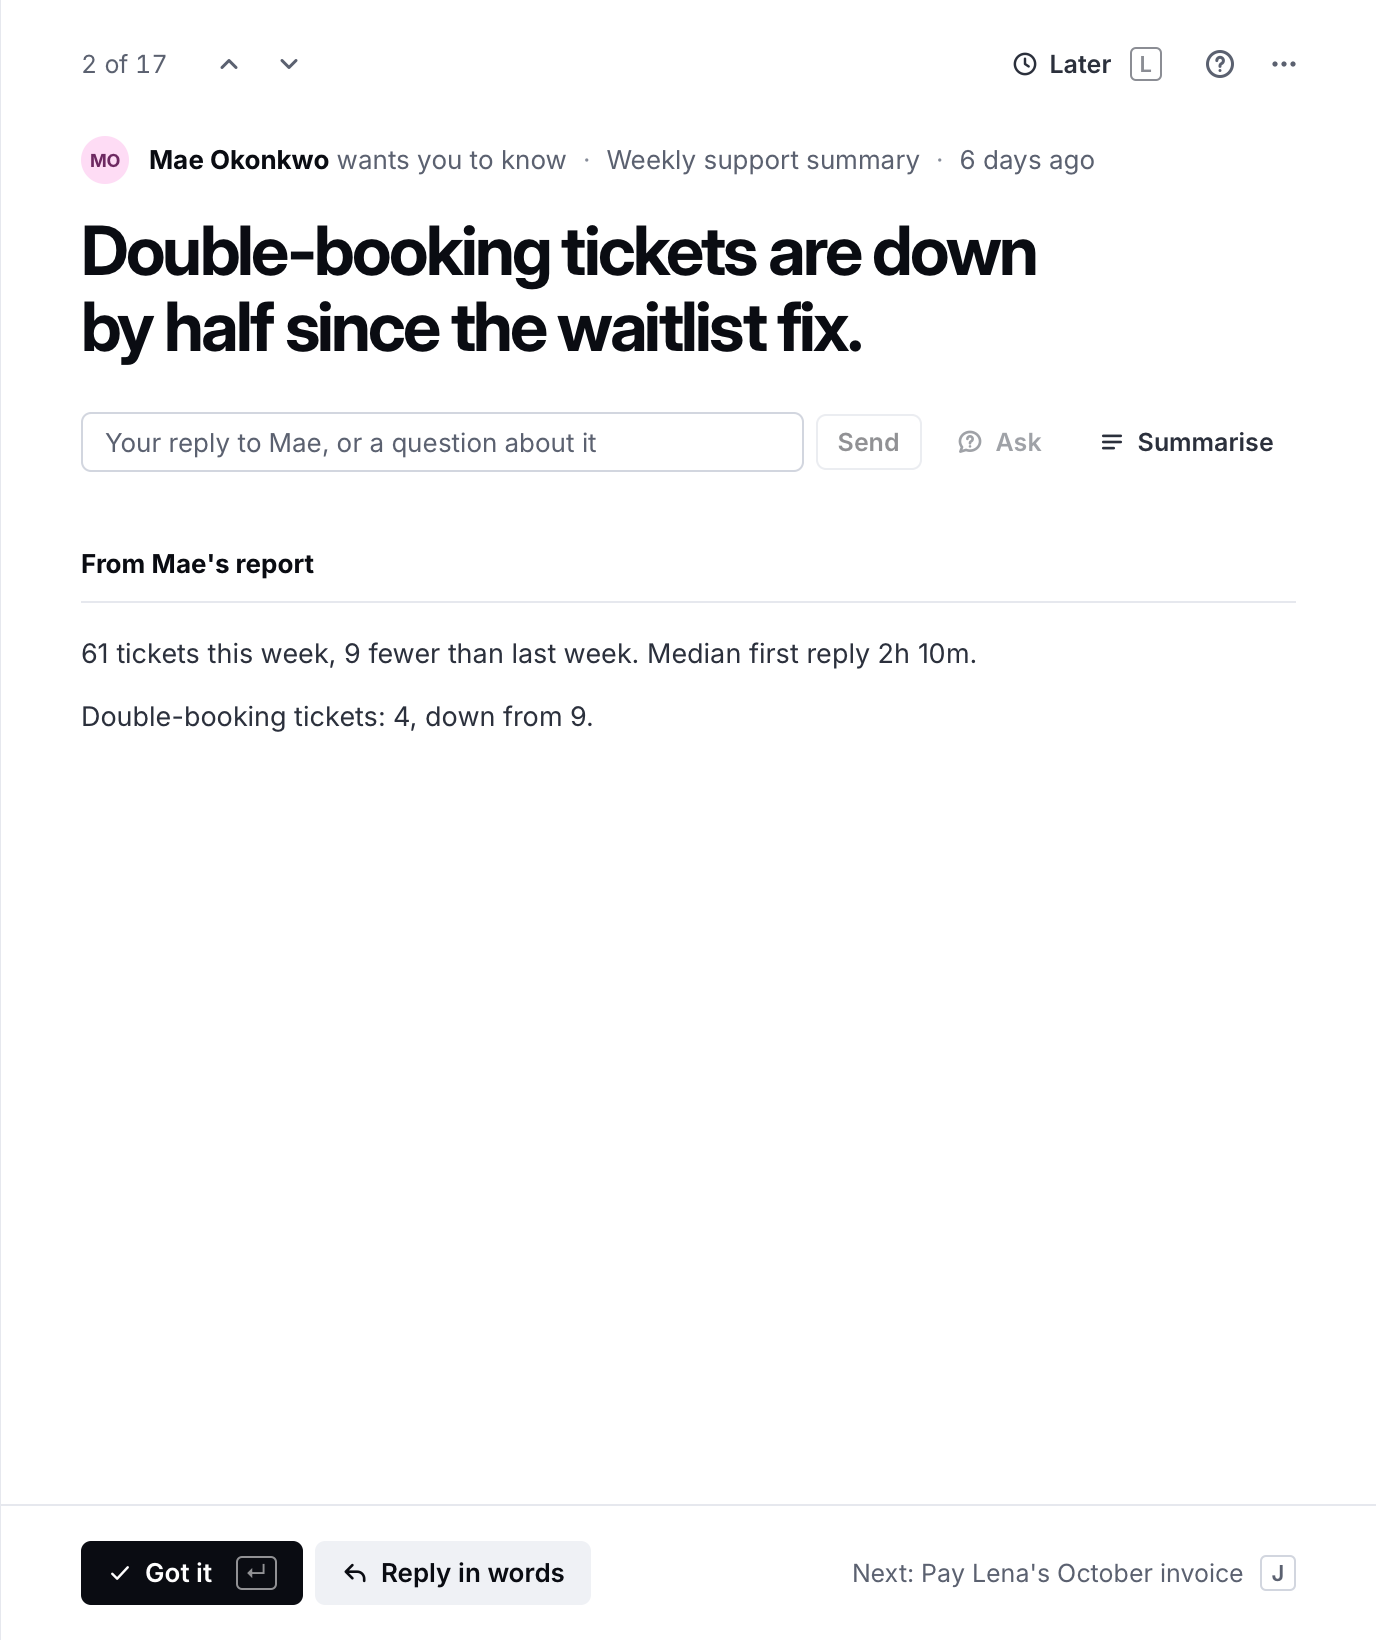 2 of 17
Later L
MO Mae Okonkwo wants you to know · Weekly support summary · 6 days ago
Double-booking tickets are down
by half since the waitlist fix.
Your reply to Mae, or a question about it
Send
Ask
Summarise
From Mae's report
61 tickets this week, 9 fewer than last week. Median first reply 2h 10m.
Double-booking tickets: 4, down from 9.
Got it
Reply in words
Next: Pay Lena's October invoice J